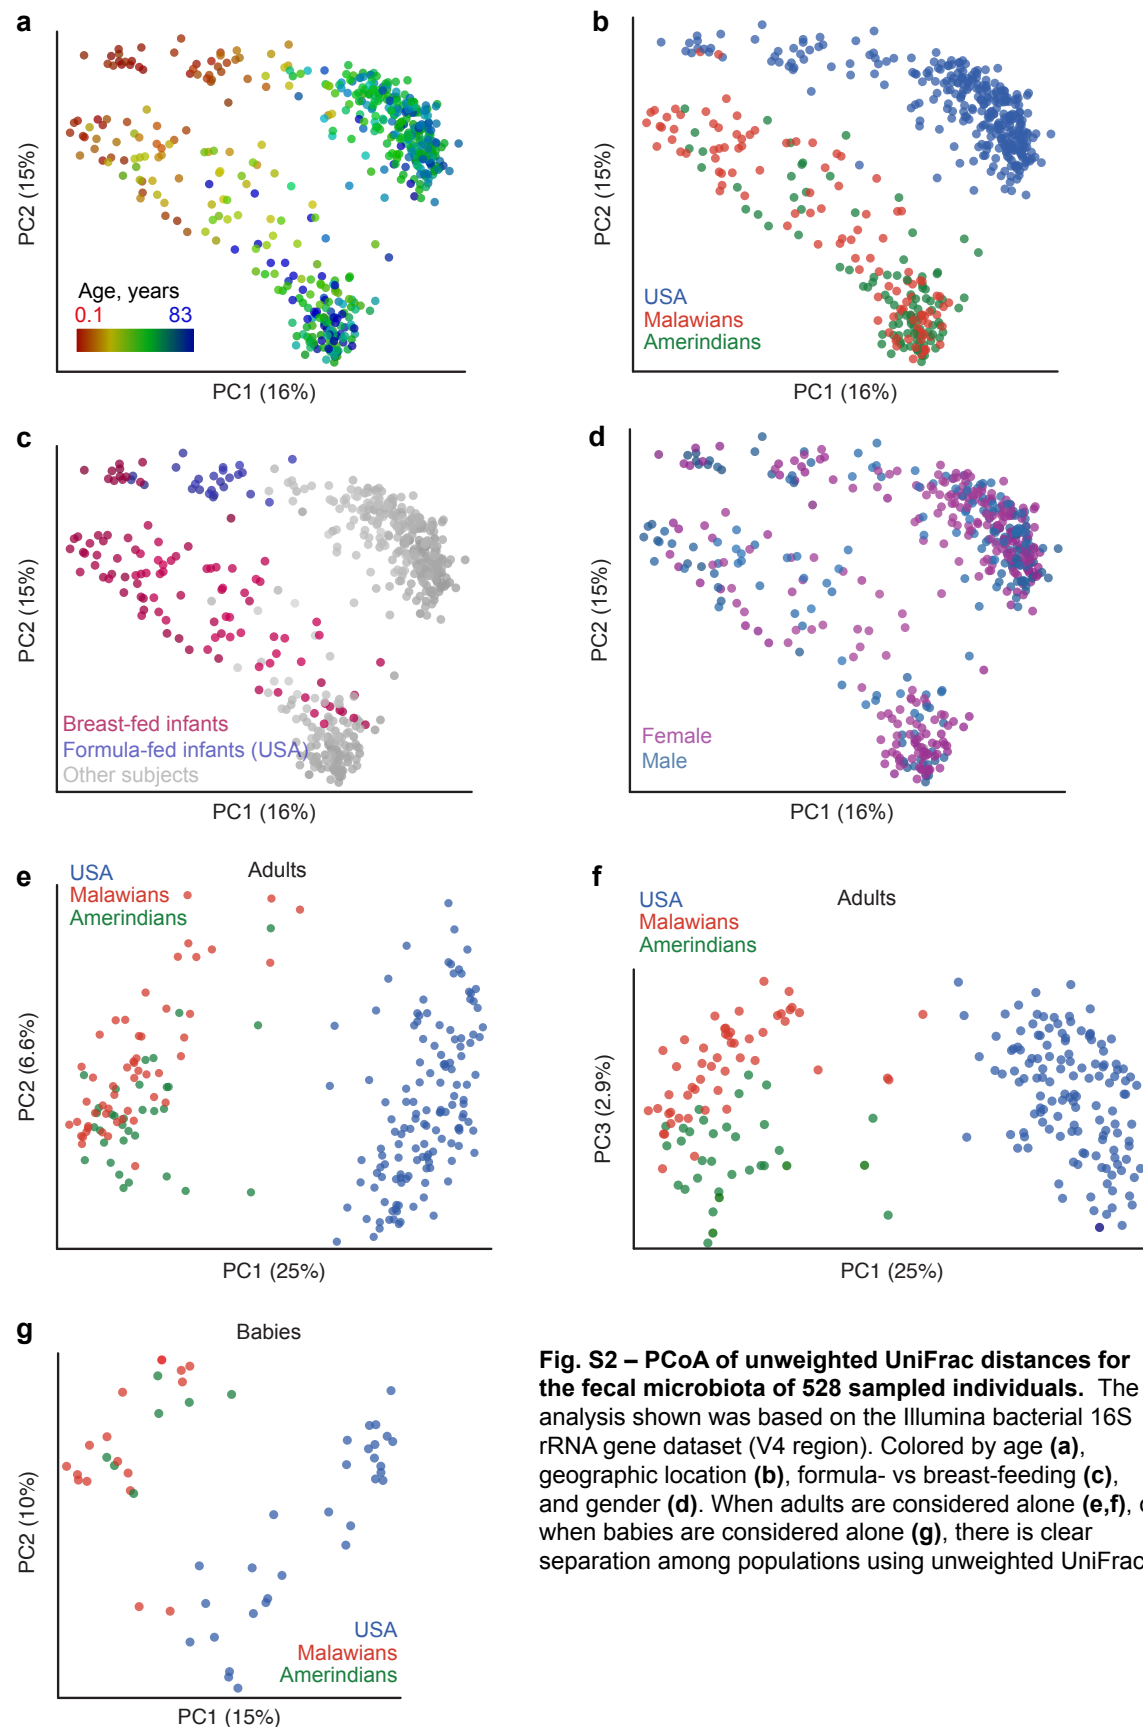 a
PC2 (15%)
Age, years
0.1 83
PC1 (16%)
b
PC2 (15%)
USA
Malawians
Amerindians
PC1 (16%)
c
PC2 (15%)
Breast-fed infants
Formula-fed infants (USA)
Other subjects
PC1 (16%)
d
PC2 (15%)
Female
Male
PC1 (16%)
e
Adults
USA
Malawians
Amerindians
PC2 (6.6%)
PC1 (25%)
f
Adults
USA
Malawians
Amerindians
PC3 (2.9%)
PC1 (25%)
g
Babies
PC2 (10%)
USA
Malawians
Amerindians
PC1 (15%)
Fig. S2 – PCoA of unweighted UniFrac distances for
the fecal microbiota of 528 sampled individuals. The
analysis shown was based on the Illumina bacterial 16S
rRNA gene dataset (V4 region). Colored by age (a),
geographic location (b), formula- vs breast-feeding (c),
and gender (d). When adults are considered alone (e,f),
when babies are considered alone (g), there is clear
separation among populations using unweighted UniFrac